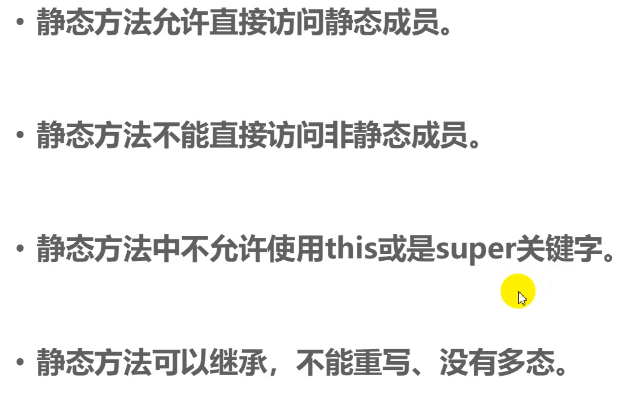 • 静态方法允许直接访问静态成员。
• 静态方法不能直接访问非静态成员。
• 静态方法中不允许使用this或是super关键字。
• 静态方法可以继承，不能重写、没有多态。